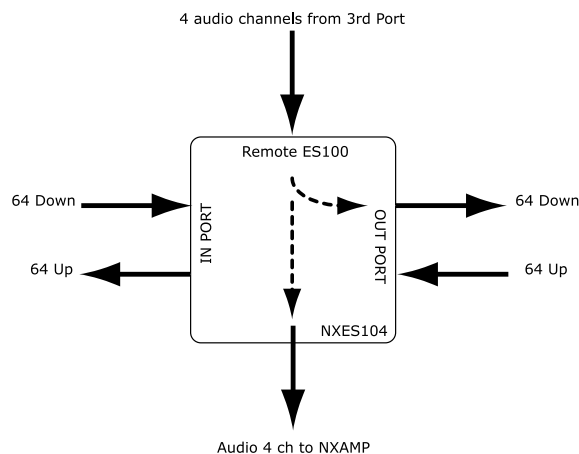 4 audio channels from 3rd Port
Remote ES100
64 Down
64 Down
IN PORT
OUT PORT
64 Up
64 Up
NXES104
Audio 4 ch to NXAMP